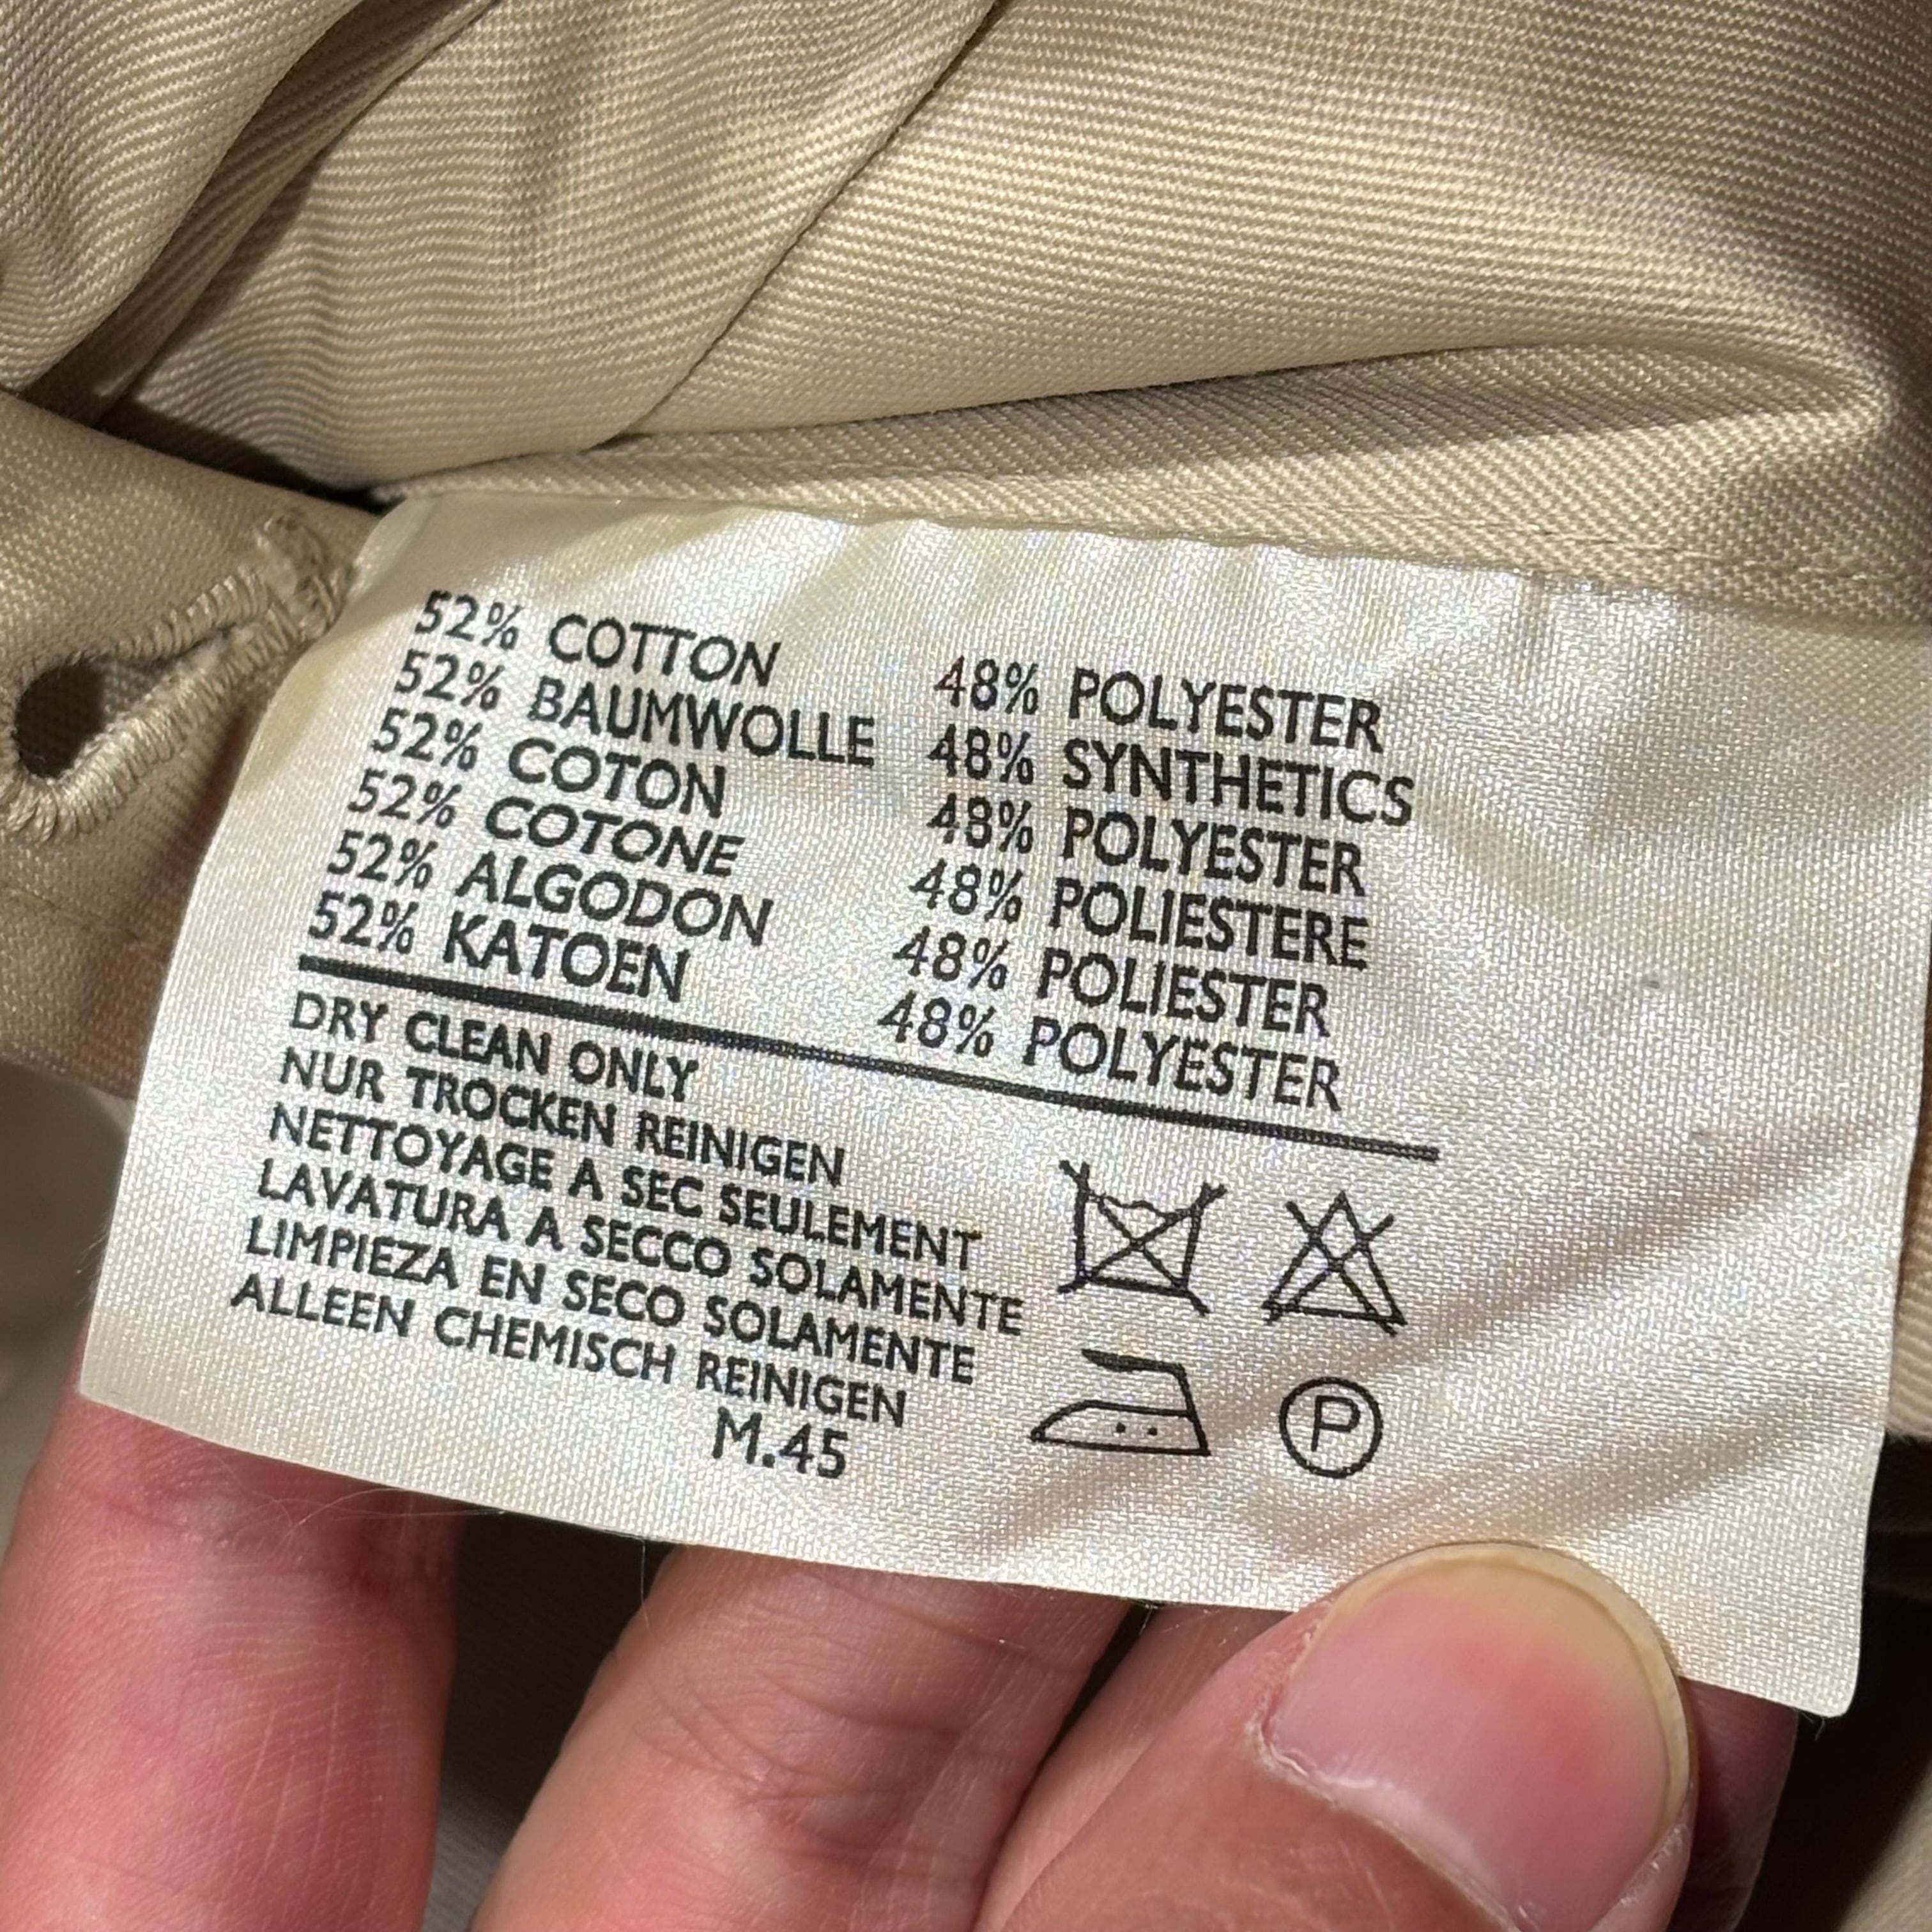 52% COTTON 48% POLYESTER
52% BAUMWOLLE 48% SYNTHETICS
52% COTON 48% POLYESTER
52% COTONE 48% POLIESTERE
52% ALGODON 48% POLIESTER
52% KATOEN 48% POLYESTER
DRY CLEAN ONLY
NUR TROCKEN REINIGEN
NETTOYAGE A SEC SEULEMENT
LAVATURA A SECCO SOLAMENTE
LIMPIEZA EN SECO SOLAMENTE
ALLEEN CHEMISCH REINIGEN
M.45
P